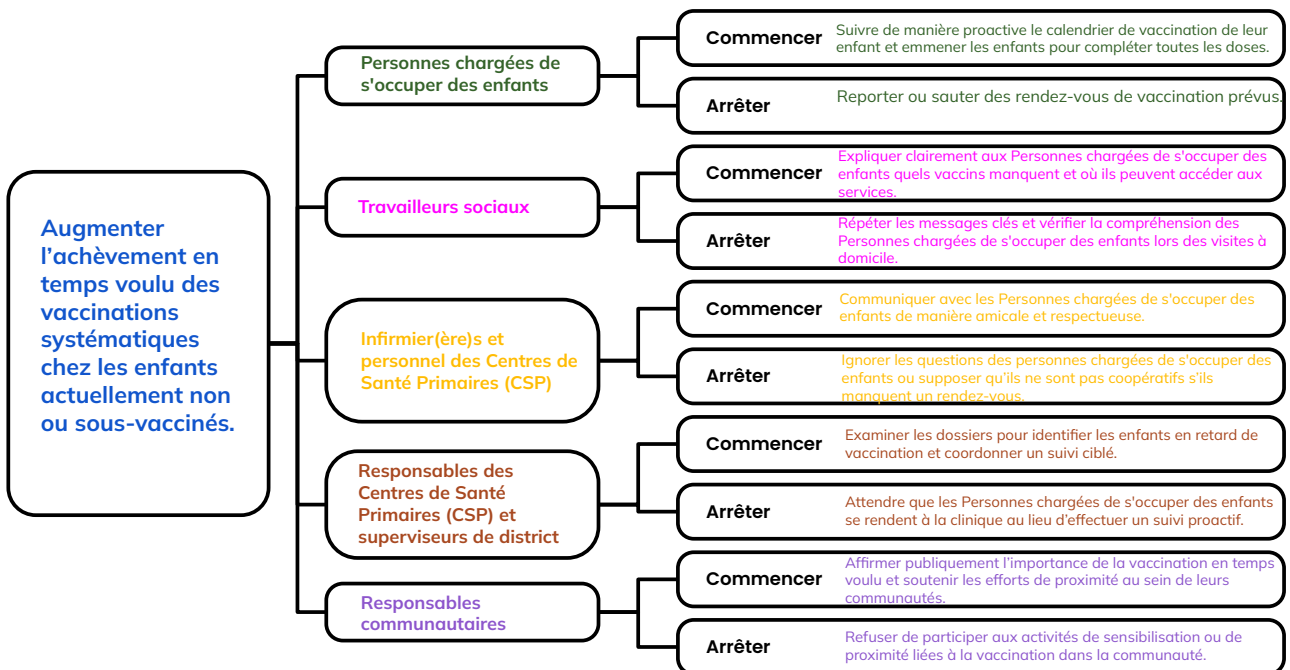 Augmenter
l’achèvement en
temps voulu des
vaccinations
systématiques
chez les enfants
actuellement non
ou sous-vaccinés.
Personnes chargées de
s'occuper des enfants
Commencer
Suivre de manière proactive le calendrier de vaccination de leur
enfant et emmener les enfants pour compléter toutes les doses.
Arrêter
Reporter ou sauter des rendez-vous de vaccination prévus.
Travailleurs sociaux
Commencer
Expliquer clairement aux Personnes chargées de s'occuper des
enfants quels vaccins manquent et où ils peuvent accéder aux
services.
Arrêter
Répéter les messages clés et vérifier la compréhension des
Personnes chargées de s'occuper des enfants lors des visites à
domicile.
Infirmier(ère)s et
personnel des Centres de
Santé Primaires (CSP)
Commencer
Communiquer avec les Personnes chargées de s'occuper des
enfants de manière amicale et respectueuse.
Arrêter
Ignorer les questions des personnes chargées de s'occuper des
enfants ou supposer qu’ils ne sont pas coopératifs s’ils
manquent un rendez-vous.
Responsables des
Centres de Santé
Primaires (CSP) et
superviseurs de district
Commencer
Examiner les dossiers pour identifier les enfants en retard de
vaccination et coordonner un suivi ciblé.
Arrêter
Attendre que les Personnes chargées de s'occuper des enfants
se rendent à la clinique au lieu d’effectuer un suivi proactif.
Responsables
communautaires
Commencer
Affirmer publiquement l’importance de la vaccination en temps
voulu et soutenir les efforts de proximité au sein de leurs
communautés.
Arrêter
Refuser de participer aux activités de sensibilisation ou de
proximité liées à la vaccination dans la communauté.